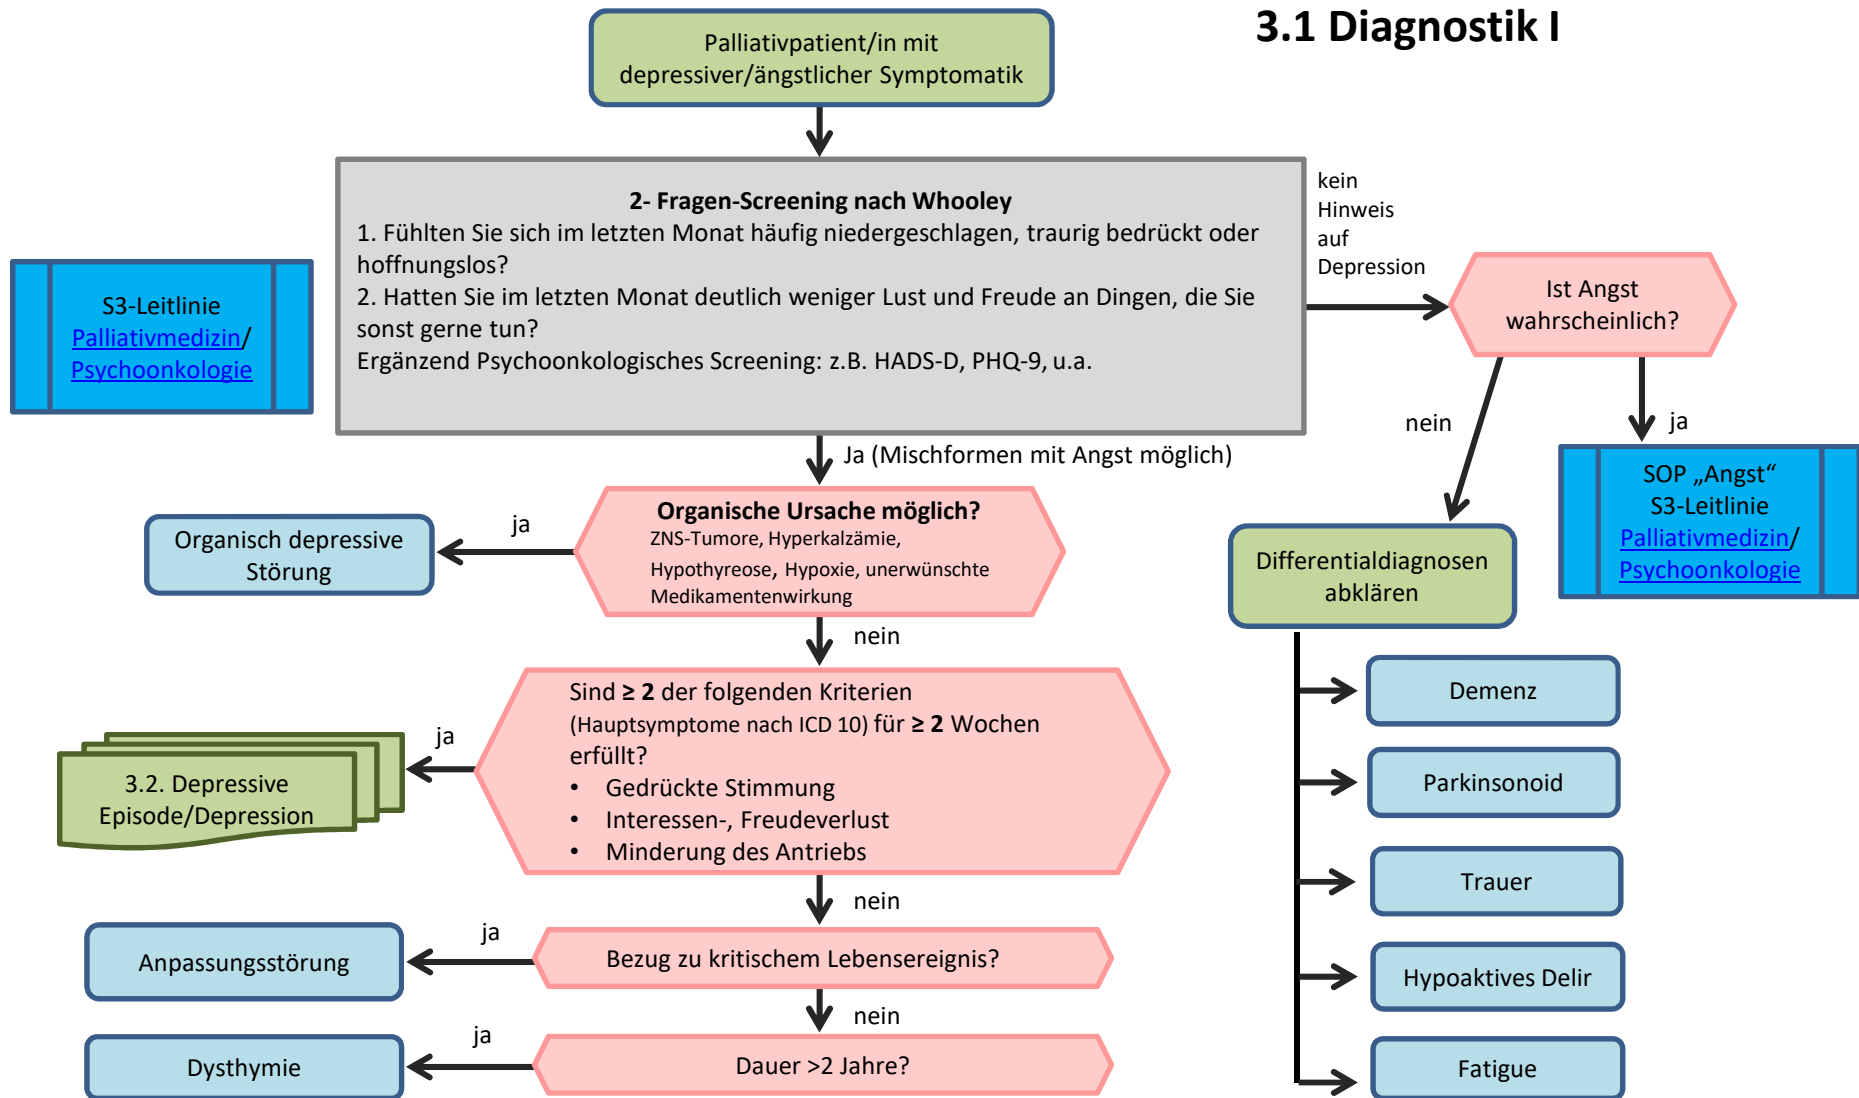 3.1 Diagnostik I
Palliativpatient/in mit
depressiver/ängstlicher Symptomatik
2- Fragen-Screening nach Whooley
1. Fühlten Sie sich im letzten Monat häufig niedergeschlagen, traurig bedrückt oder
hoffnungslos?
2. Hatten Sie im letzten Monat deutlich weniger Lust und Freude an Dingen, die Sie
sonst gerne tun?
Ergänzend Psychoonkologisches Screening: z.B. HADS-D, PHQ-9, u.a.
S3-Leitlinie
Palliativmedizin/
Psychoonkologie
kein
Hinweis
auf
Depression
Ist Angst
wahrscheinlich?
nein
ja
SOP „Angst“
S3-Leitlinie
Palliativmedizin/
Psychoonkologie
Ja (Mischformen mit Angst möglich)
Organische Ursache möglich?
ZNS-Tumore, Hyperkalzämie,
Hypothyreose, Hypoxie, unerwünschte
Medikamentenwirkung
ja
Organisch depressive
Störung
nein
Sind ≥ 2 der folgenden Kriterien
(Hauptsymptome nach ICD 10) für ≥ 2 Wochen
erfüllt?
• Gedrückte Stimmung
• Interessen-, Freudeverlust
• Minderung des Antriebs
ja
3.2. Depressive
Episode/Depression
nein
Bezug zu kritischem Lebensereignis?
ja
Anpassungsstörung
nein
Dauer >2 Jahre?
ja
Dysthymie
Differentialdiagnosen
abklären
Demenz
Parkinsonoid
Trauer
Hypoaktives Delir
Fatigue